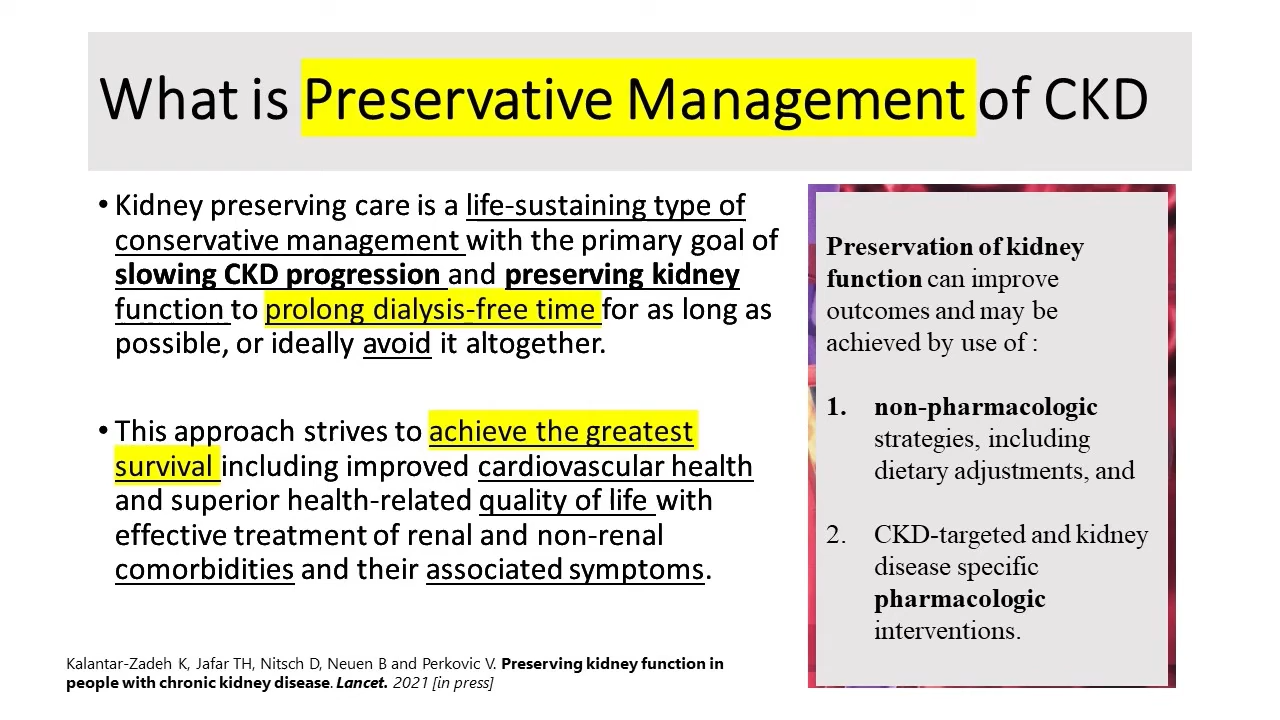 What is Preservative Management of CKD
• Kidney preserving care is a life-sustaining type of
conservative management with the primary goal of
slowing CKD progression and preserving kidney
function to prolong dialysis-free time for as long as
possible, or ideally avoid it altogether.
• This approach strives to achieve the greatest
survival including improved cardiovascular health
and superior health-related quality of life with
effective treatment of renal and non-renal
comorbidities and their associated symptoms.
Preservation of kidney
function can improve
outcomes and may be
achieved by use of :
1. non-pharmacologic
strategies, including
dietary adjustments, and
2. CKD-targeted and kidney
disease specific
pharmacologic
interventions.
Kalantar-Zadeh K, Jafar TH, Nitsch D, Neuen B and Perkovic V. Preserving kidney function in
people with chronic kidney disease. Lancet. 2021 [in press]